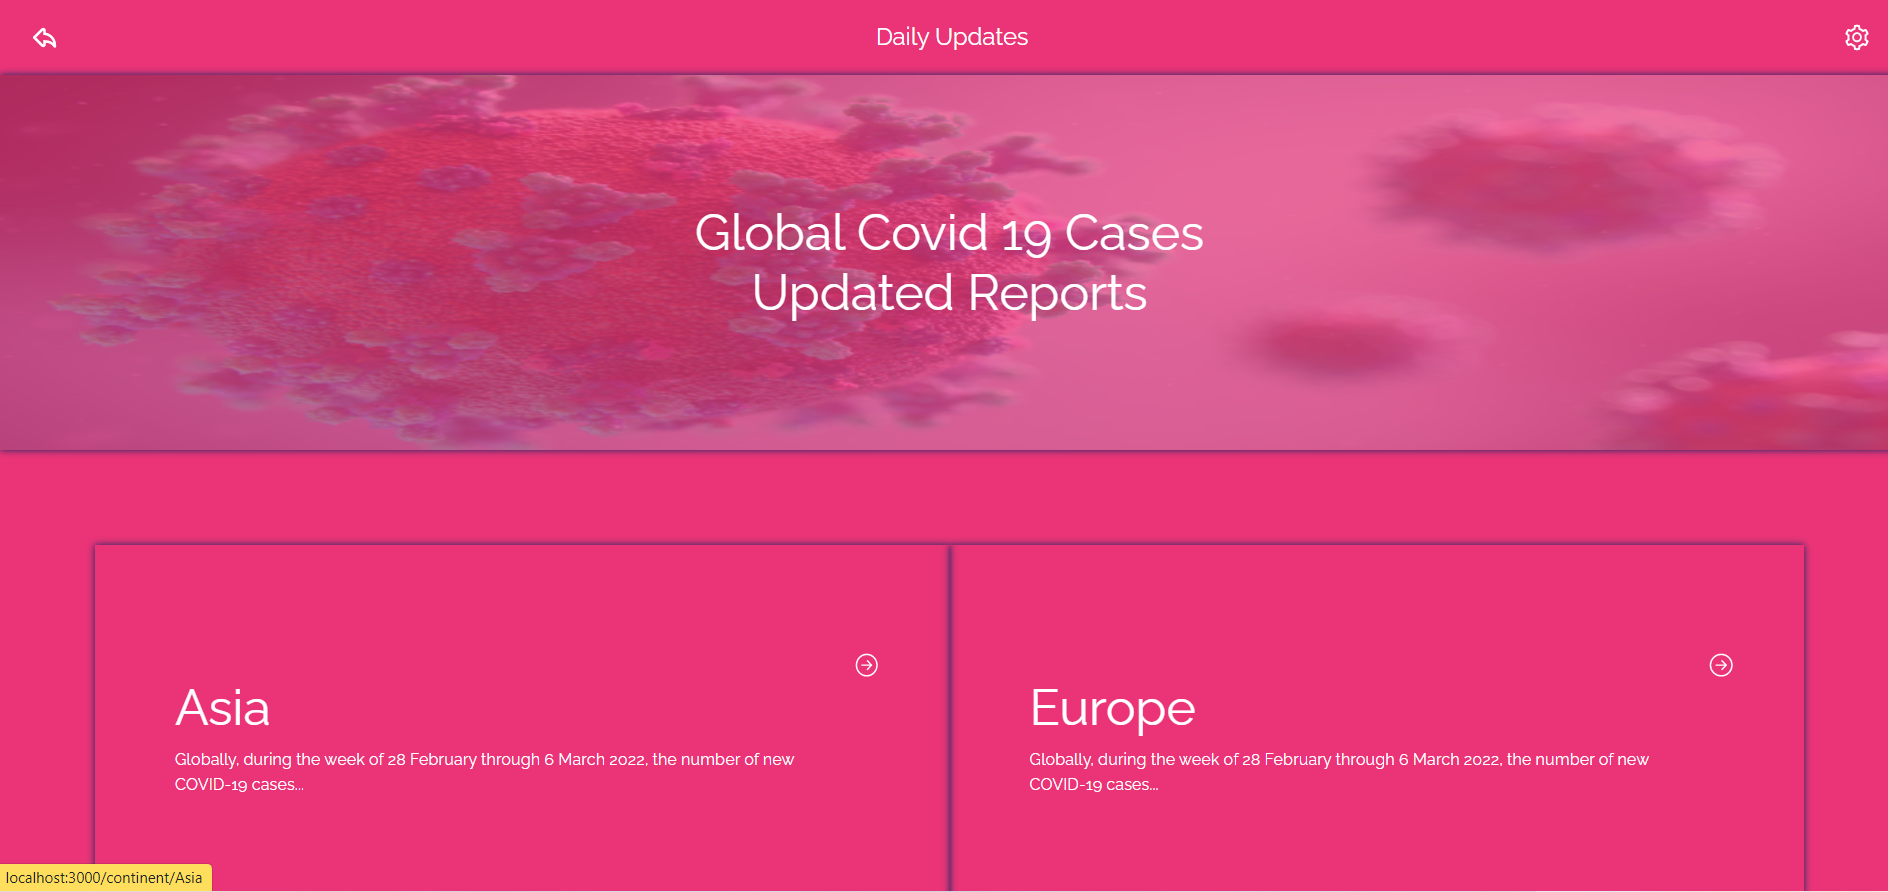 Daily Updates
Global Covid 19 Cases
Updated Reports
Asia
Globally, during the week of 28 February through 6 March 2022, the number of new
COVID-19 cases...
Europe
Globally, during the week of 28 February through 6 March 2022, the number of new
COVID-19 cases...
localhost:3000/continent/Asia